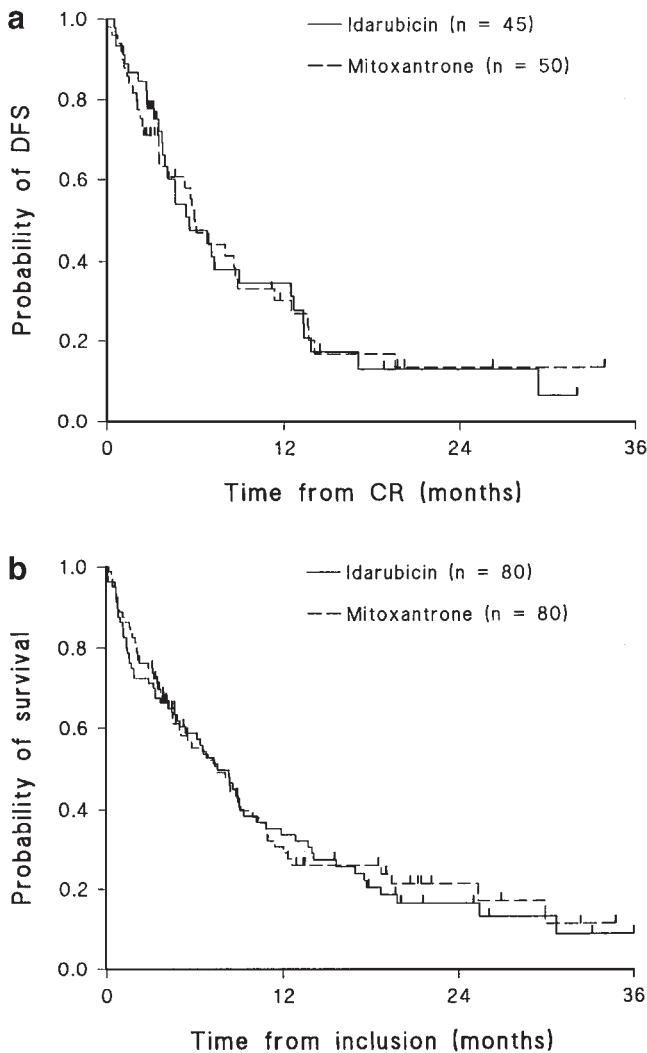 a
1.0
0.8
0.6
0.4
0.2
0.0
Probability of DFS
Idarubicin (n = 45)
Mitoxantrone (n = 50)
0 12 24 36
Time from CR (months)
b
1.0
0.8
0.6
0.4
0.2
0.0
Probability of survival
Idarubicin (n = 80)
Mitoxantrone (n = 80)
0 12 24 36
Time from inclusion (months)